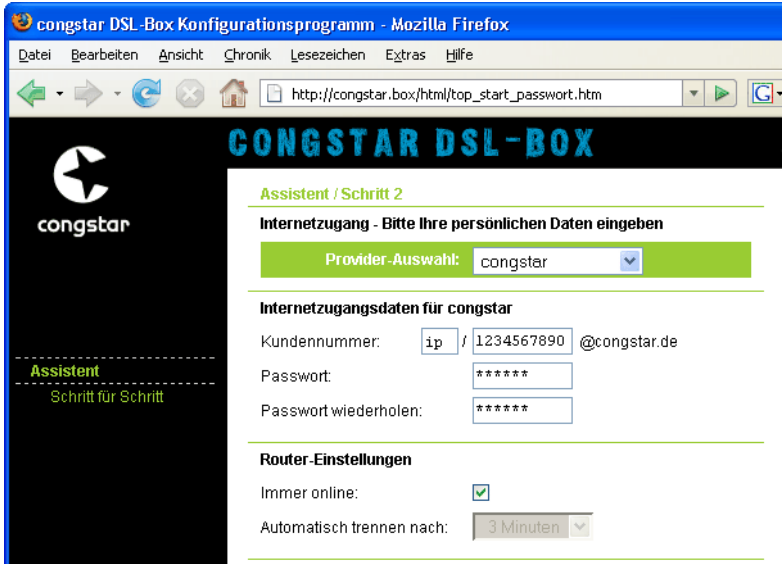 congstar DSL-Box Konfigurationsprogramm - Mozilla Firefox
Datei Bearbeiten Ansicht Chronik Lesezeichen Extras Hilfe
http://congstar.box/html/top_start_passwort.htm
G
CONGSTAR DSL-BOX
congstar
Assistent / Schritt 2
Internetzugang - Bitte Ihre persönlichen Daten eingeben
Provider-Auswahl: congstar
Internetzugangsdaten für congstar
Kundennummer: ip / 1234567890 @congstar.de
Assistent
Passwort: ******
Schritt für Schritt
Passwort wiederholen: ******
Router-Einstellungen
Immer online:
Automatisch trennen nach: 3 Minuten